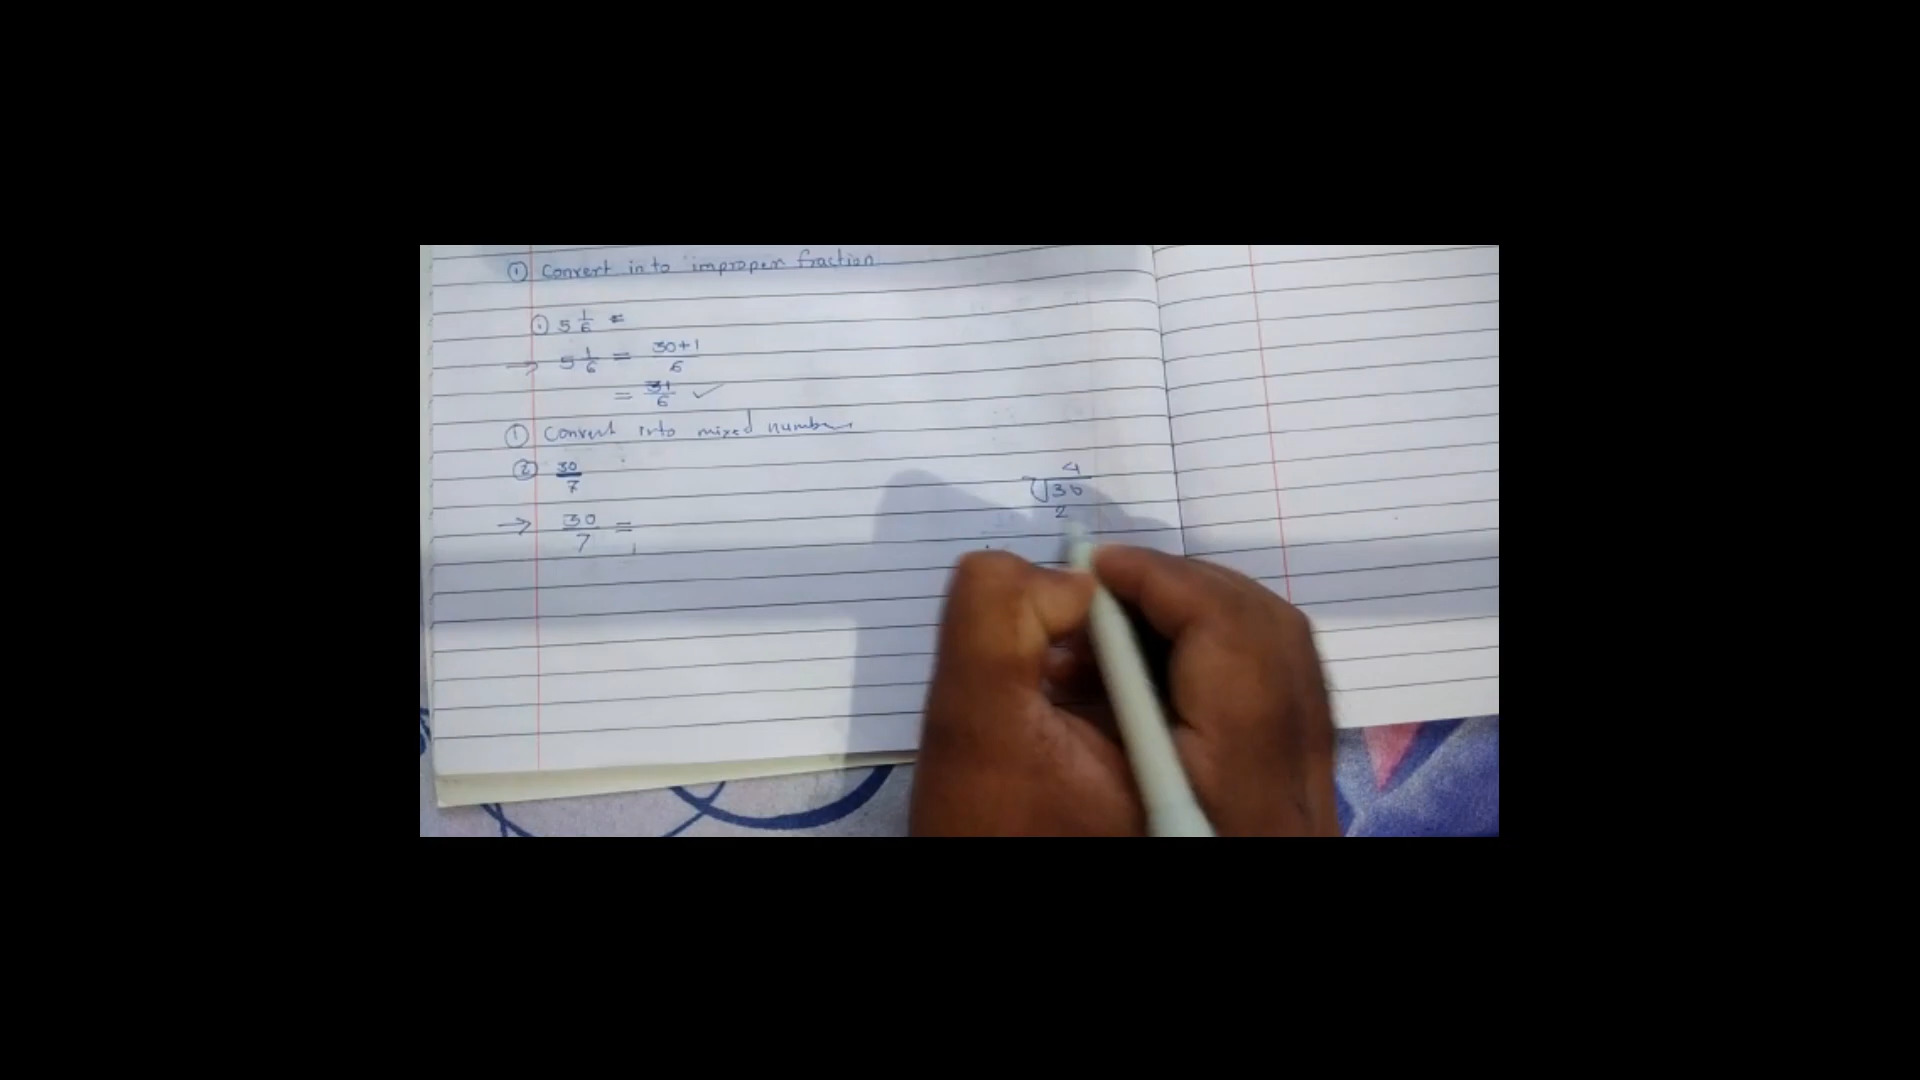 ① Convert into improper fraction
① 5 1/6 =
→ 5 1/6 = 30+1/6
= 31/6 ✓
① Convert into mixed number
② 30/7
→ 30/7 =
4
7√30
2